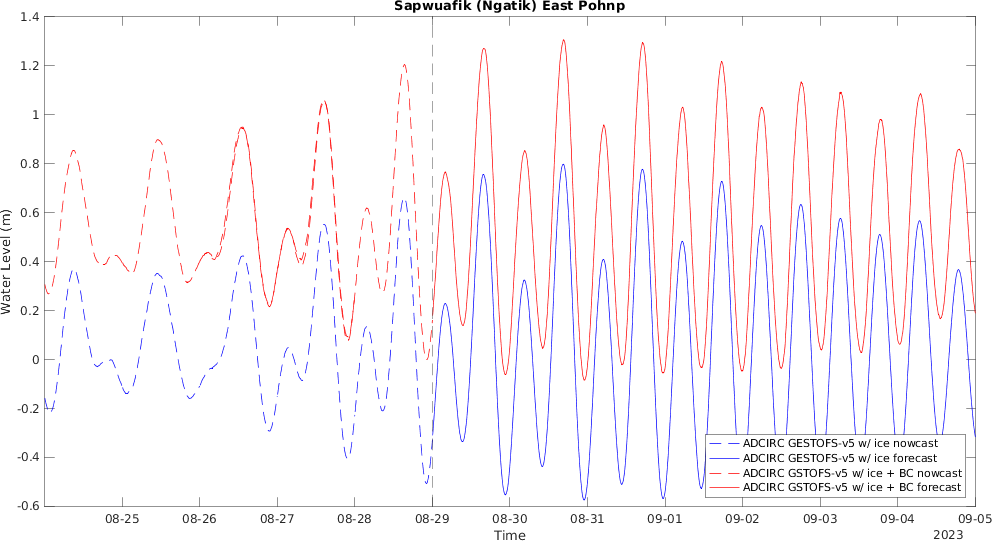 Sapwuafik (Ngatik) East Pohnp
Water Level (m)
1.4
1.2
1
0.8
0.6
0.4
0.2
0
-0.2
-0.4
-0.6
ADCIRC GESTOFS-v5 w/ ice nowcast
ADCIRC GESTOFS-v5 w/ ice forecast
ADCIRC GSTOFS-v5 w/ ice + BC nowcast
ADCIRC GSTOFS-v5 w/ ice + BC forecast
08-25 08-26 08-27 08-28 08-29 08-30 08-31 09-01 09-02 09-03 09-04 09-05
Time
2023